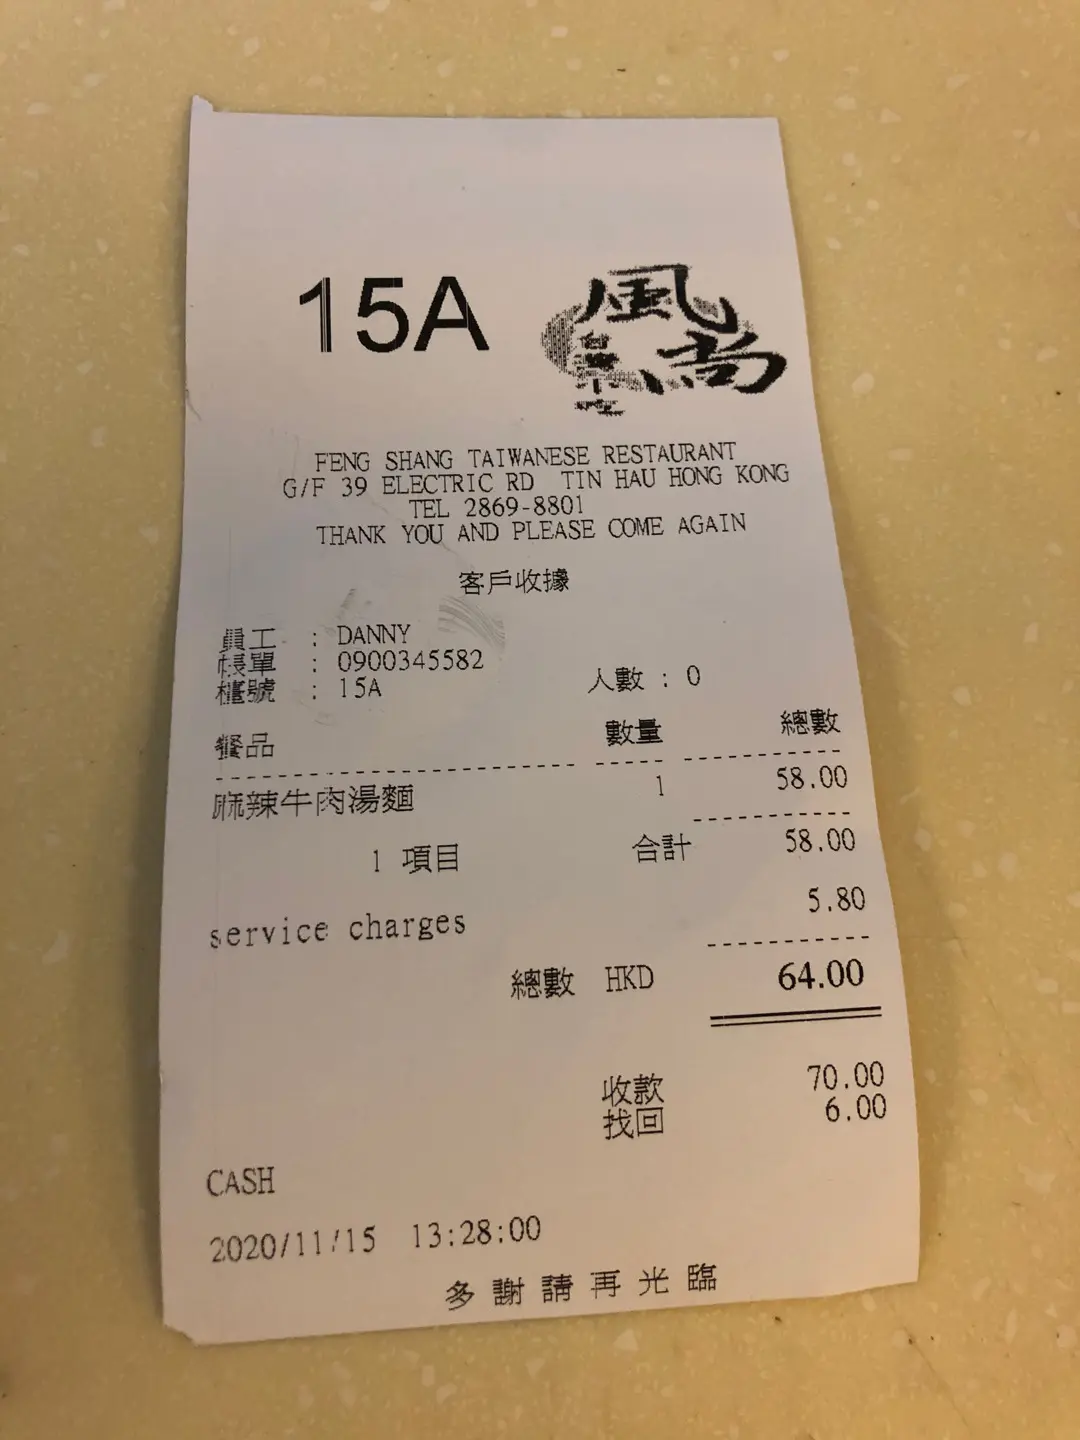 15A
風尚
FENG SHANG TAIWANESE RESTAURANT
G/F 39 ELECTRIC RD TIN HAU HONG KONG
TEL 2869-8801
THANK YOU AND PLEASE COME AGAIN
客戶收據
員工 : DANNY
帳單 : 0900345582
檯號 : 15A 人數 : 0
餐品 數量 總數
麻辣牛肉湯麵 1 58.00
1 項目 合計 58.00
service charges 5.80
總數 HKD 64.00
收款 70.00
找回 6.00
CASH
2020/11/15 13:28:00
多謝請再光臨